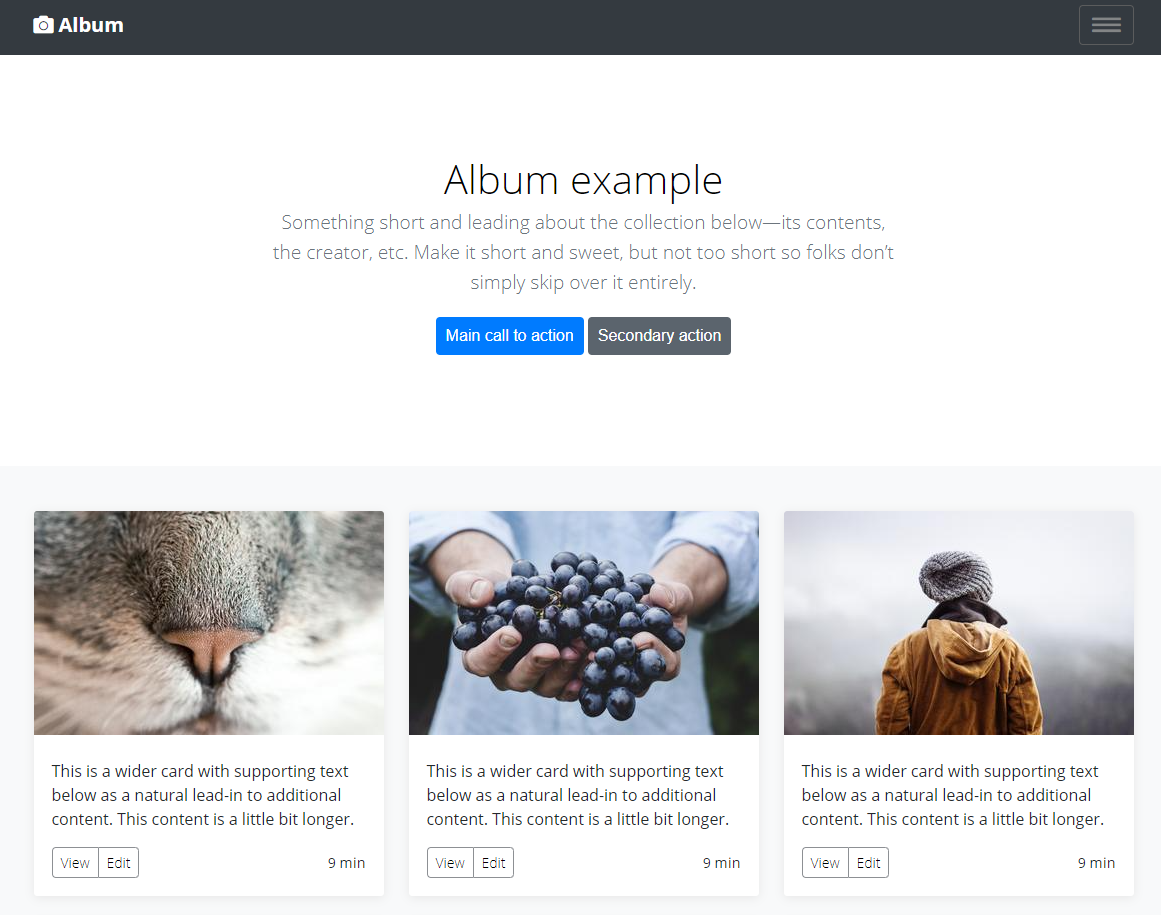 Album
Album example
Something short and leading about the collection below—its contents,
the creator, etc. Make it short and sweet, but not too short so folks don’t
simply skip over it entirely.
Main call to action
Secondary action
This is a wider card with supporting text
below as a natural lead-in to additional
content. This content is a little bit longer.
View Edit 9 min
This is a wider card with supporting text
below as a natural lead-in to additional
content. This content is a little bit longer.
View Edit 9 min
This is a wider card with supporting text
below as a natural lead-in to additional
content. This content is a little bit longer.
View Edit 9 min